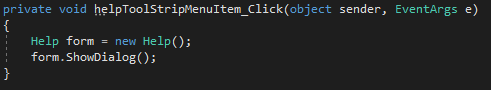 private void helpToolStripMenuItem_Click(object sender, EventArgs e)
{
Help form = new Help();
form.ShowDialog();
}